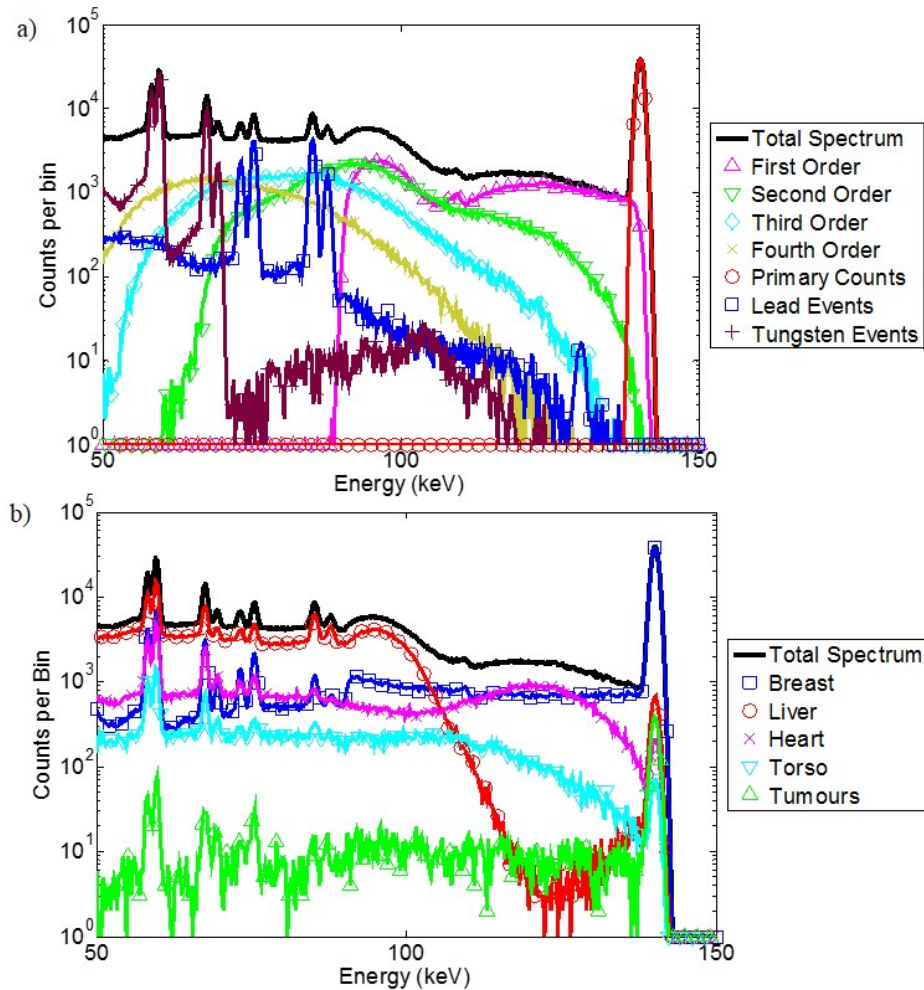 a)
10^5
10^4
10^3
10^2
10^1
10^0
Counts per bin
50
100
150
Energy (keV)
Total Spectrum
First Order
Second Order
Third Order
Fourth Order
Primary Counts
Lead Events
Tungsten Events
b)
10^5
10^4
10^3
10^2
10^1
10^0
Counts per Bin
50
100
150
Energy (keV)
Total Spectrum
Breast
Liver
Heart
Torso
Tumours